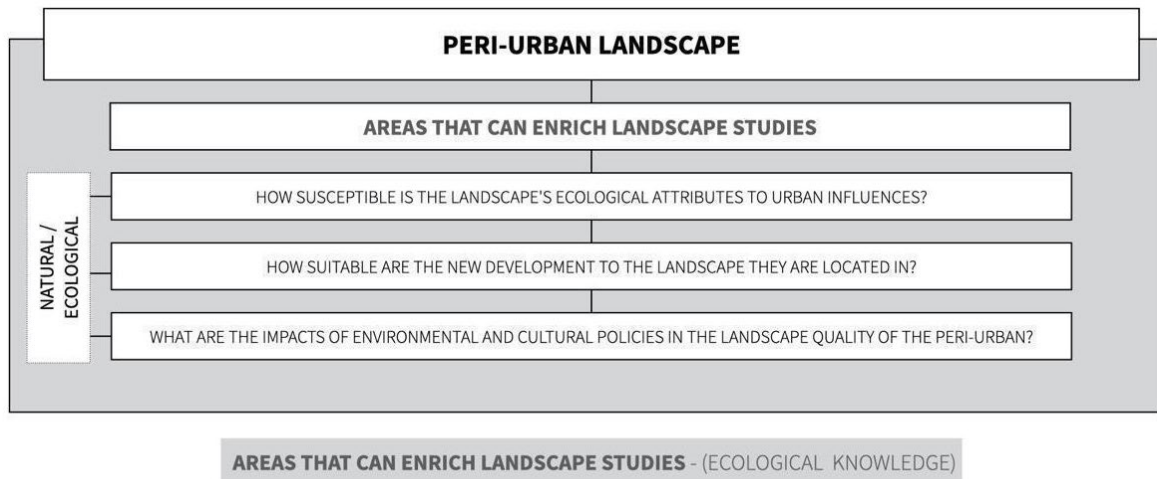 PERI-URBAN LANDSCAPE
AREAS THAT CAN ENRICH LANDSCAPE STUDIES
NATURAL /
ECOLOGICAL
HOW SUSCEPTIBLE IS THE LANDSCAPE'S ECOLOGICAL ATTRIBUTES TO URBAN INFLUENCES?
HOW SUITABLE ARE THE NEW DEVELOPMENT TO THE LANDSCAPE THEY ARE LOCATED IN?
WHAT ARE THE IMPACTS OF ENVIRONMENTAL AND CULTURAL POLICIES IN THE LANDSCAPE QUALITY OF THE PERI-URBAN?
AREAS THAT CAN ENRICH LANDSCAPE STUDIES - (ECOLOGICAL KNOWLEDGE)